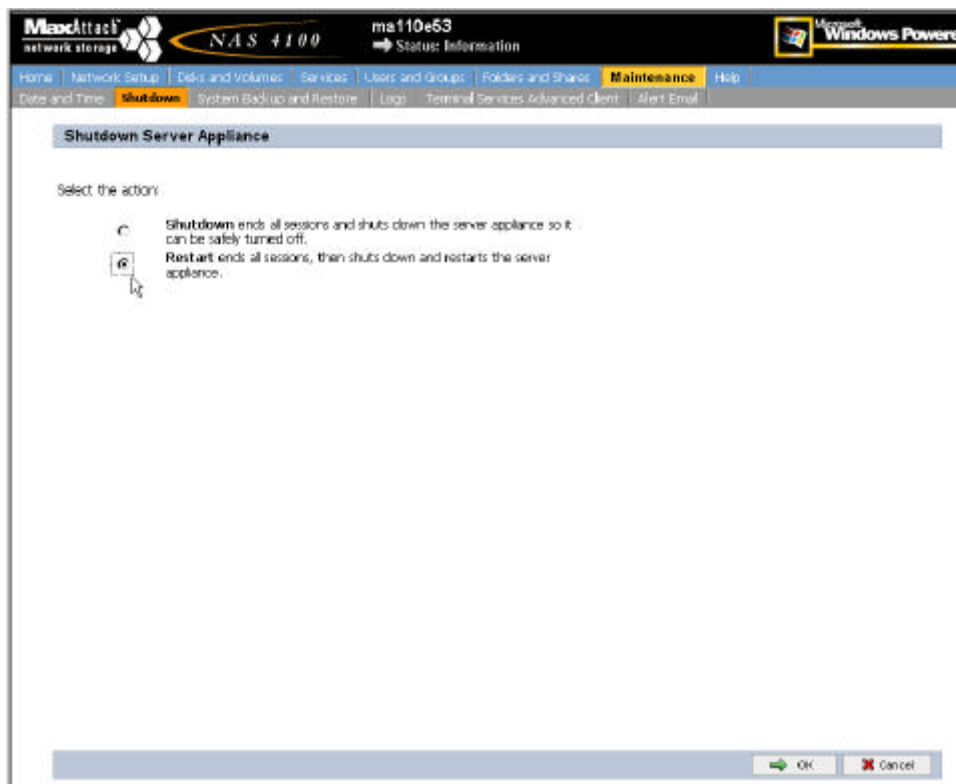 MaxAttach
network storage
NAS 4100
ma110e53
Status: Information
Microsoft
Windows Powere
Home Network Setup Disks and Volumes Services Users and Groups Folders and Shares Maintenance Help
Date and Time Shutdown System Backup and Restore Logs Terminal Services Advanced Client Alert Email
Shutdown Server Appliance
Select the action:
Shutdown ends all sessions and shuts down the server appliance so it
can be safely turned off.
Restart ends all sessions, then shuts down and restarts the server
appliance.
OK Cancel